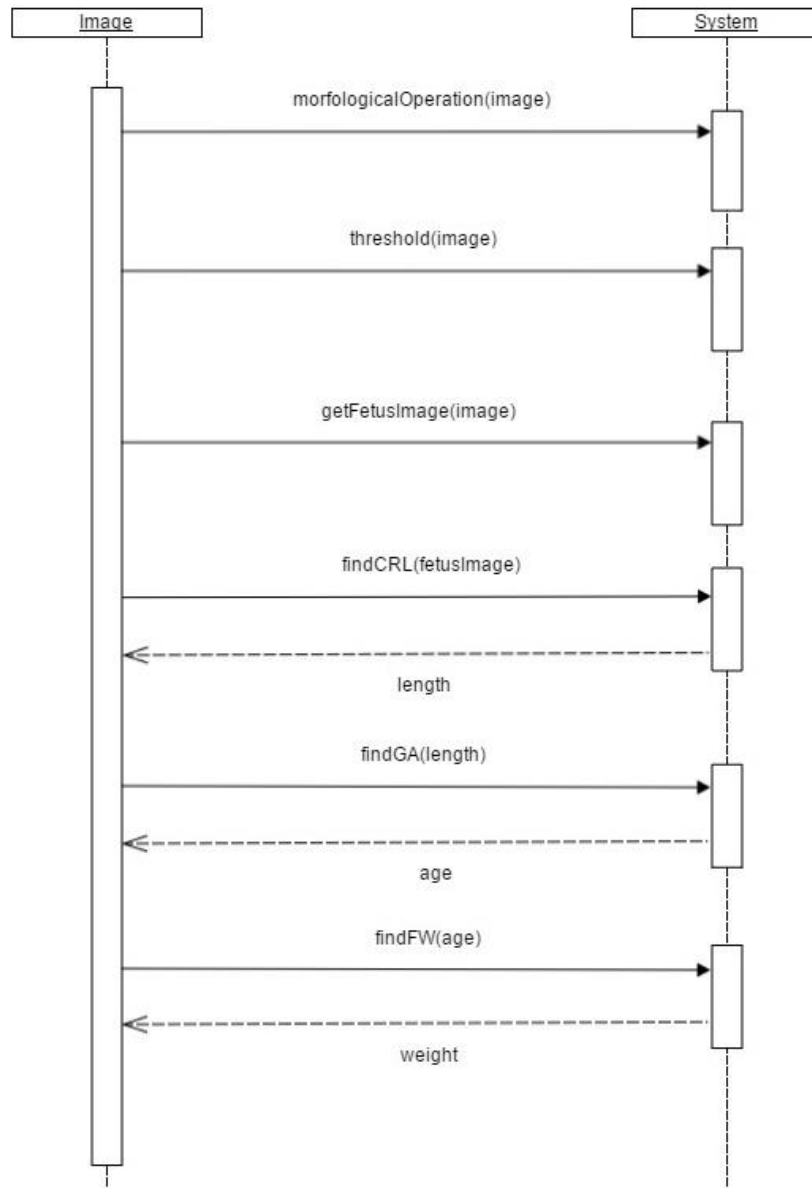 Image
System
morfologicalOperation(image)
threshold(image)
getFetusImage(image)
findCRL(fetusImage)
length
findGA(length)
age
findFW(age)
weight